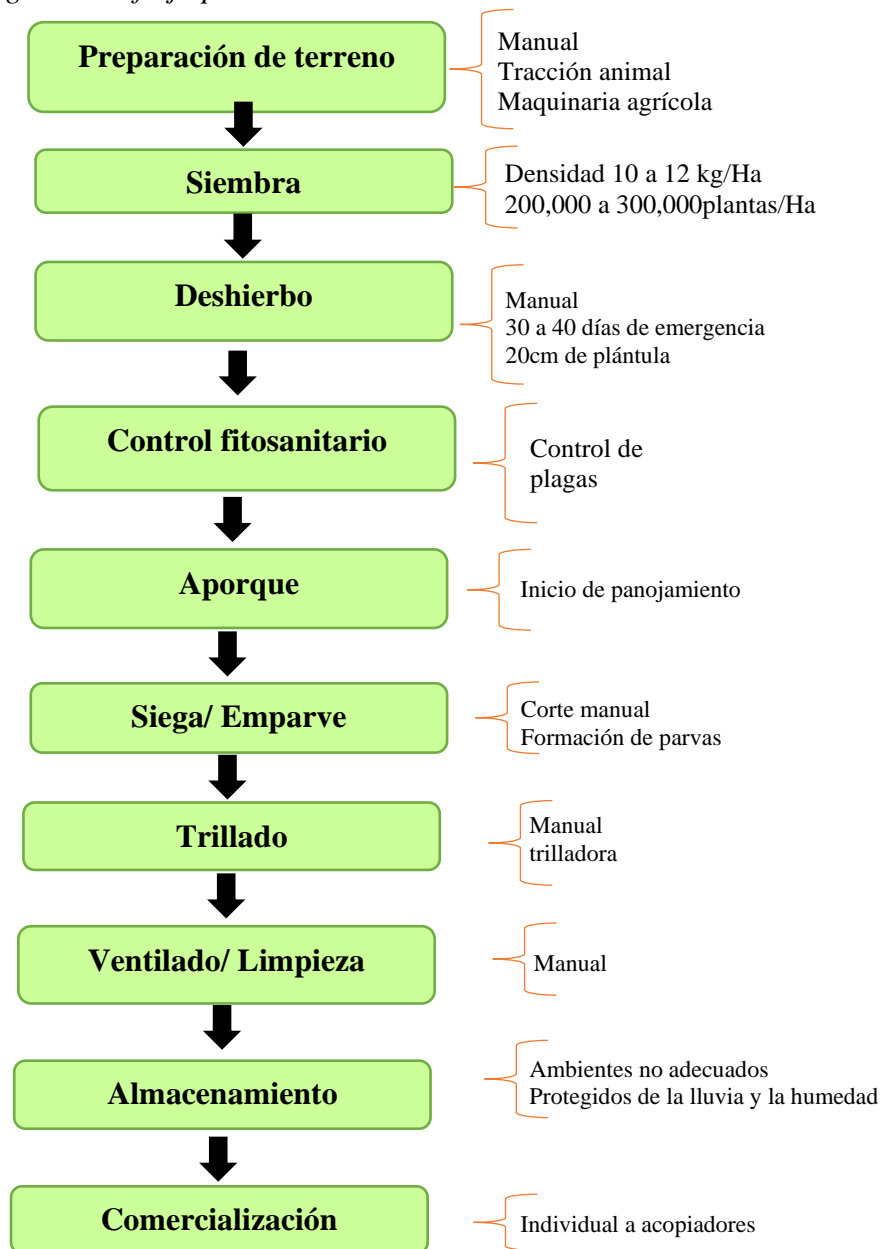 Preparación de terreno
Manual
Tracción animal
Maquinaria agrícola
Siembra
Densidad 10 a 12 kg/Ha
200,000 a 300,000plantas/Ha
Deshierbo
Manual
30 a 40 días de emergencia
20cm de plántula
Control fitosanitario
Control de
plagas
Aporque
Inicio de panojamiento
Siega/ Emparve
Corte manual
Formación de parvas
Trillado
Manual
trilladora
Ventilado/ Limpieza
Manual
Almacenamiento
Ambientes no adecuados
Protegidos de la lluvia y la humedad
Comercialización
Individual a acopiadores